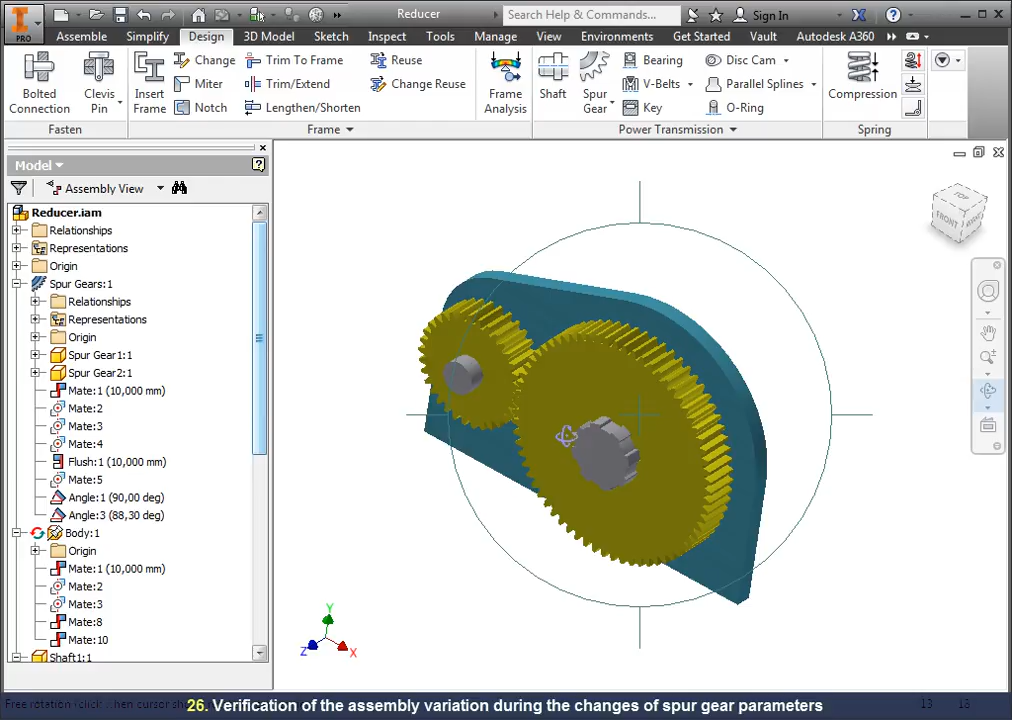 Reducer
Search Help & Commands...
Sign In
PRO
Assemble
Simplify
Design
3D Model
Sketch
Inspect
Tools
Manage
View
Environments
Get Started
Vault
Autodesk A360
Bolted Connection
Clevis Pin
Insert Frame
Change
Miter
Notch
Trim To Frame
Trim/Extend
Lengthen/Shorten
Reuse
Change Reuse
Frame Analysis
Shaft
Spur Gear
Bearing
V-Belts
Key
Disc Cam
Parallel Splines
O-Ring
Compression
Fasten
Frame
Power Transmission
Spring
Model
Assembly View
Reducer.iam
Relationships
Representations
Origin
Spur Gears:1
Relationships
Representations
Origin
Spur Gear1:1
Spur Gear2:1
Mate:1 (10,000 mm)
Mate:2
Mate:3
Mate:4
Flush:1 (10,000 mm)
Mate:5
Angle:1 (90,00 deg)
Angle:3 (88,30 deg)
Body:1
Origin
Mate:1 (10,000 mm)
Mate:2
Mate:3
Mate:8
Mate:10
Shaft1:1
TOP
FRONT
Y
Z
X
26. Verification of the assembly variation during the changes of spur gear parameters